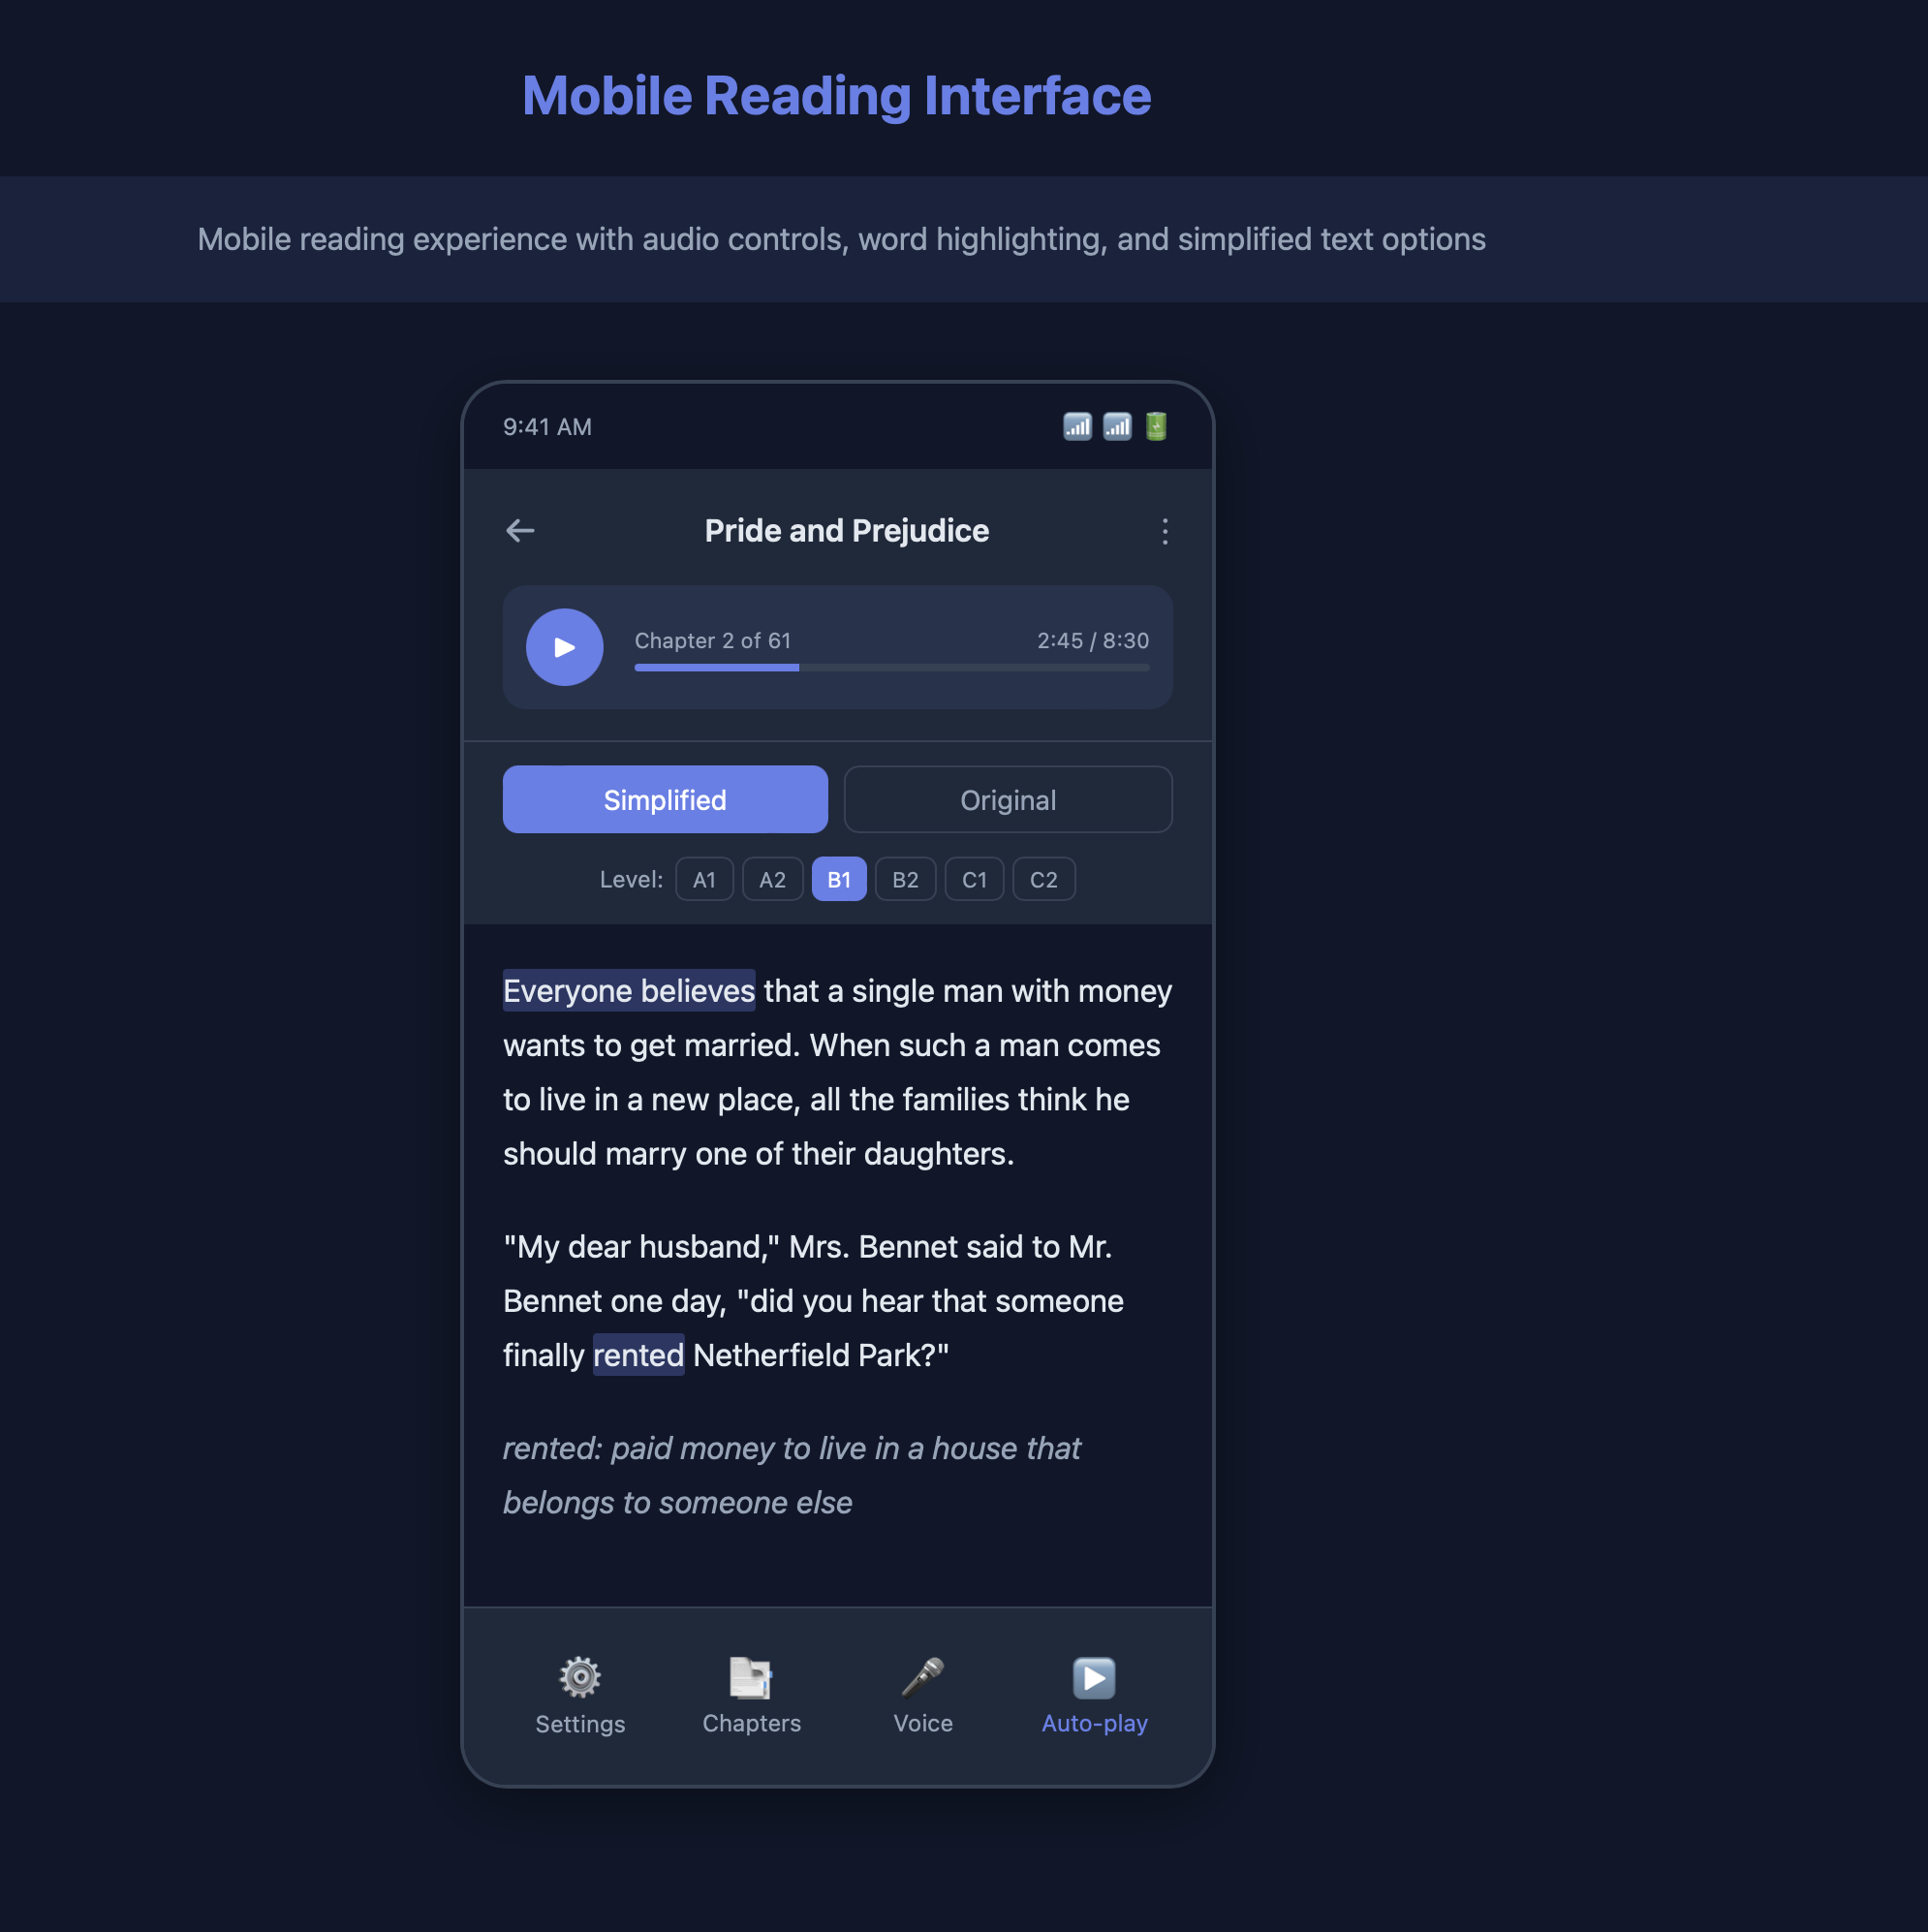 Mobile Reading Interface
Mobile reading experience with audio controls, word highlighting, and simplified text options
9:41 AM
Pride and Prejudice
Chapter 2 of 61 2:45 / 8:30
Simplified Original
Level: A1 A2 B1 B2 C1 C2
Everyone believes that a single man with money
wants to get married. When such a man comes
to live in a new place, all the families think he
should marry one of their daughters.
"My dear husband," Mrs. Bennet said to Mr.
Bennet one day, "did you hear that someone
finally rented Netherfield Park?"
rented: paid money to live in a house that
belongs to someone else
Settings Chapters Voice Auto-play